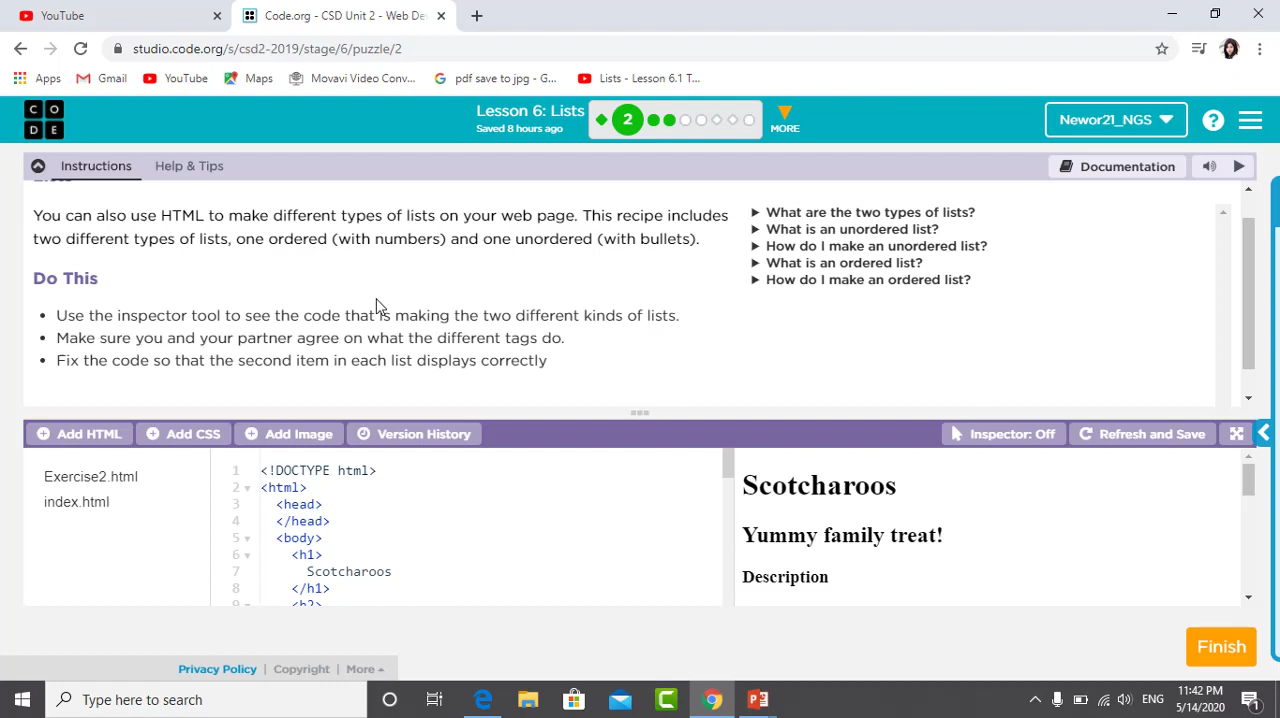 YouTube
Code.org - CSD Unit 2 - Web De
studio.code.org/s/csd2-2019/stage/6/puzzle/2
Apps Gmail YouTube Maps Movavi Video Conv... pdf save to jpg - G... Lists - Lesson 6.1 T...
C O D E
Lesson 6: Lists
Saved 8 hours ago
2
MORE
Newor21_NGS
Instructions Help & Tips Documentation
You can also use HTML to make different types of lists on your web page. This recipe includes
two different types of lists, one ordered (with numbers) and one unordered (with bullets).
Do This
• Use the inspector tool to see the code that is making the two different kinds of lists.
• Make sure you and your partner agree on what the different tags do.
• Fix the code so that the second item in each list displays correctly
What are the two types of lists?
What is an unordered list?
How do I make an unordered list?
What is an ordered list?
How do I make an ordered list?
Add HTML Add CSS Add Image Version History Inspector: Off Refresh and Save
Exercise2.html
index.html
1 <!DOCTYPE html>
2 <html>
3 <head>
4 </head>
5 <body>
6 <h1>
7 Scotcharoos
8 </h1>
9 <h2>
Scotcharoos
Yummy family treat!
Description
Finish
Privacy Policy | Copyright | More
Type here to search
ENG
11:42 PM
5/14/2020
1